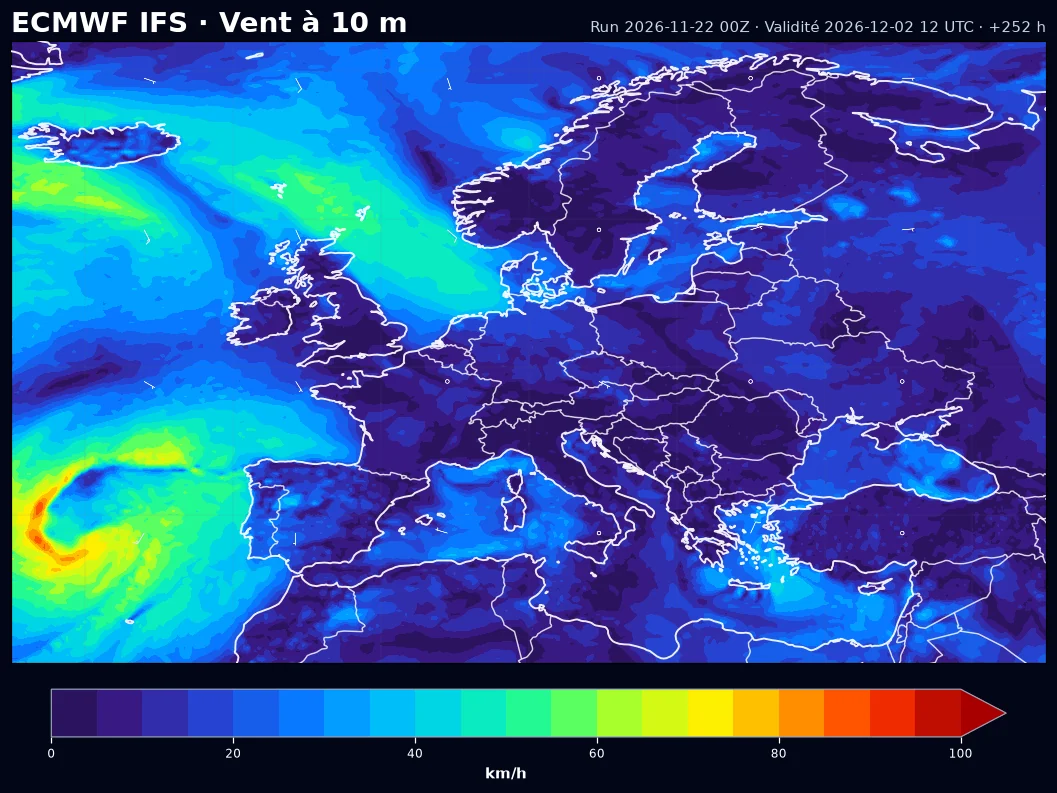 ECMWF IFS · Vent à 10 m
Run 2026-11-22 00Z · Validité 2026-12-02 12 UTC · +252 h
0 20 40 60 80 100
km/h